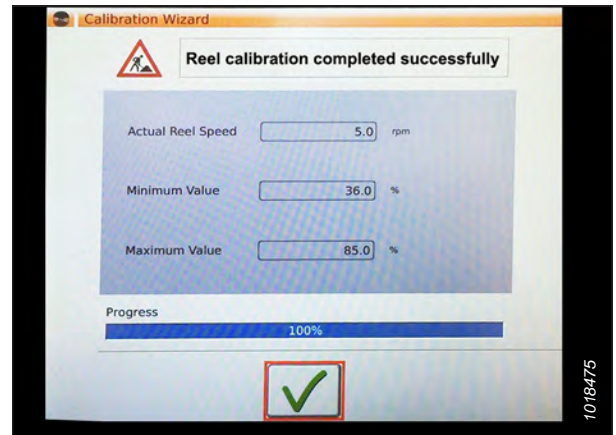 Calibration Wizard
Reel calibration completed successfully
Actual Reel Speed 5.0 rpm
Minimum Value 36.0 %
Maximum Value 85.0 %
Progress
100%
1018475